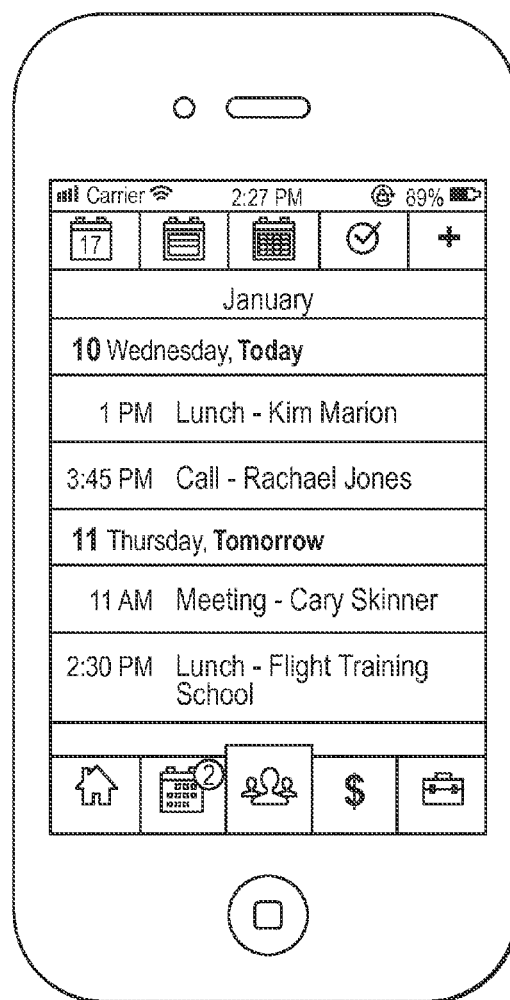 Carrier 2:27 PM 89%
17 +
January
10 Wednesday, Today
1 PM Lunch - Kim Marion
3:45 PM Call - Rachael Jones
11 Thursday, Tomorrow
11 AM Meeting - Cary Skinner
2:30 PM Lunch - Flight Training
School
2
$